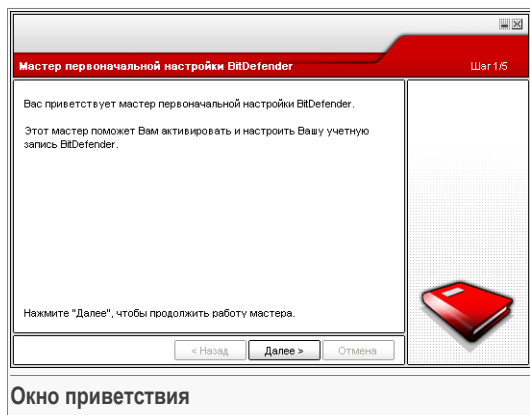 Мастер первоначальной настройки BitDefender
Шаг 1/5
Вас приветствует мастер первоначальной настройки BitDefender.
Этот мастер поможет Вам активировать и настроить Вашу учетную
запись BitDefender.
Нажмите "Далее", чтобы продолжить работу мастера.
< Назад
Далее >
Отмена
Окно приветствия